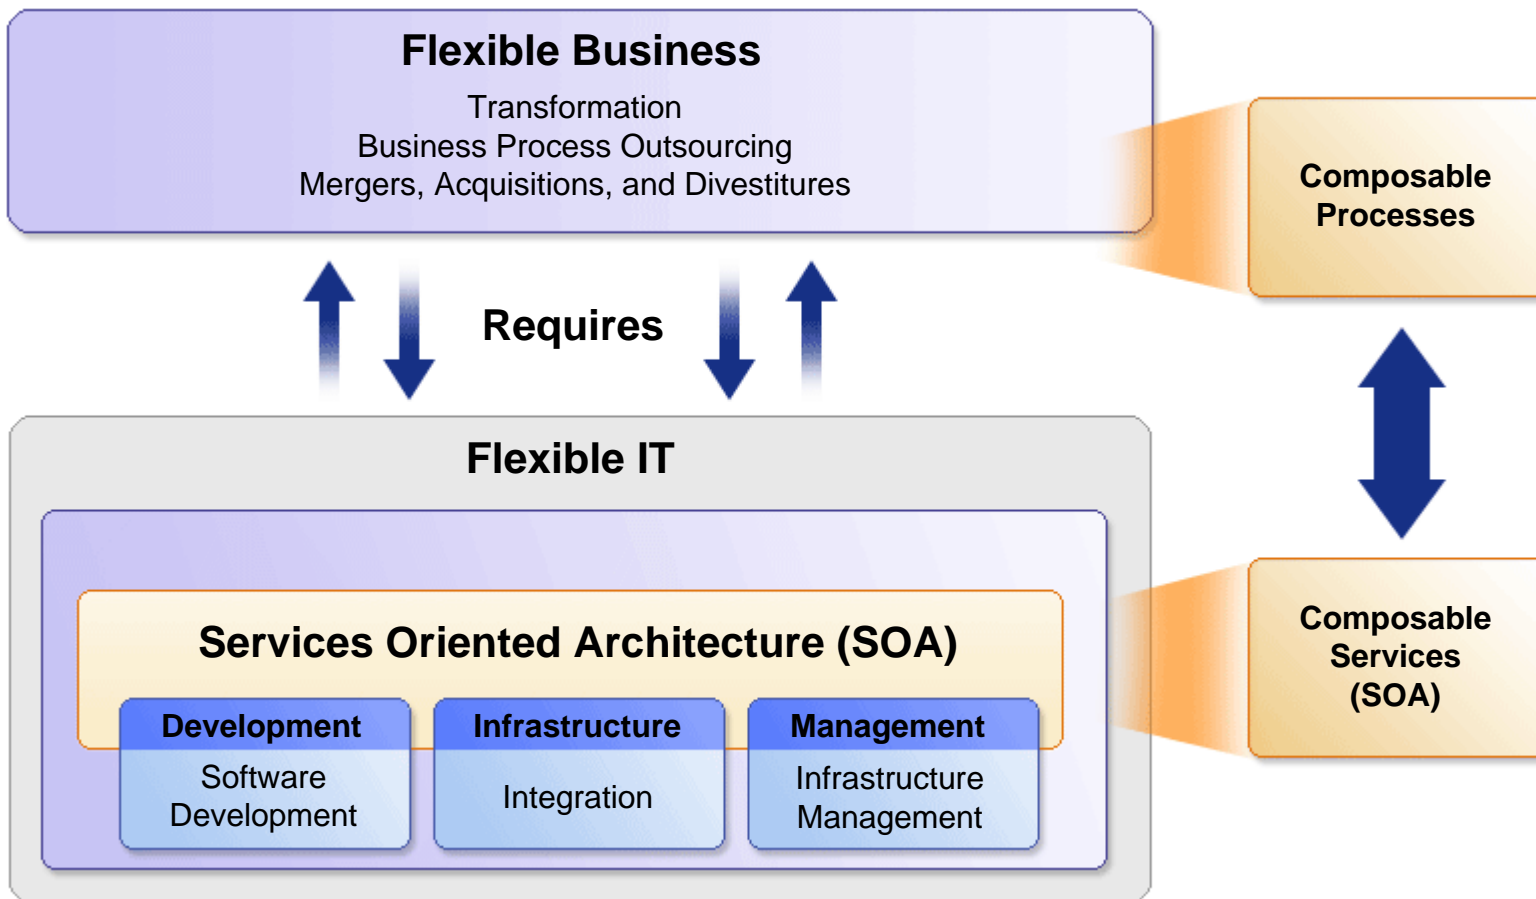 Flexible Business
Transformation
Business Process Outsourcing
Mergers, Acquisitions, and Divestitures
Composable
Processes
Requires
Flexible IT
Services Oriented Architecture (SOA)
Development
Software
Development
Infrastructure
Integration
Management
Infrastructure
Management
Composable
Services
(SOA)